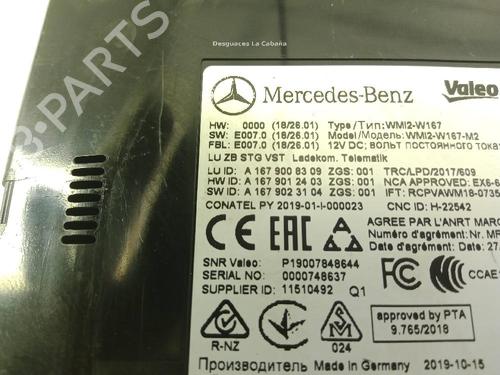 Desguaces La Cabaña
B-PARTS
Mercedes-Benz
Valeo
HW: 0000 (18/26.01) Type/Тип: WMI2-W167
SW: E007.0 (18/26.01) Model/Модель: WMI2-W167-M2
FBL: E007.0 (18/26.01) 12V DC; ВОЛЬТ ПОСТОЯННОГО ТОКА
LU ZB STG VST Ladekom. Telematik
LU ID: A 167 900 83 09 ZGS: 001 TRC/LPD/2017/609
HW ID: A 167 901 24 03 ZGS: 001 NCA APPROVED: EX6-6
SW ID: A 167 902 31 04 ZGS: 001 IFT: RCPVAWM18-0735
CONATEL PY 2019-01-I-000023 CNC ID: H-22542
CE EAC
AGREE PAR L'ANRT MAROC
Numéro d'agrément: MR
Date d'agrément: 27
SNR Valeo: P19007848644
SERIAL NO: 0000748637
SUPPLIER ID: 11510492 Q1
FC
CCAE
R-NZ
024
approved by PTA
9.765/2018
Производитель Made in Germany 2019-10-15